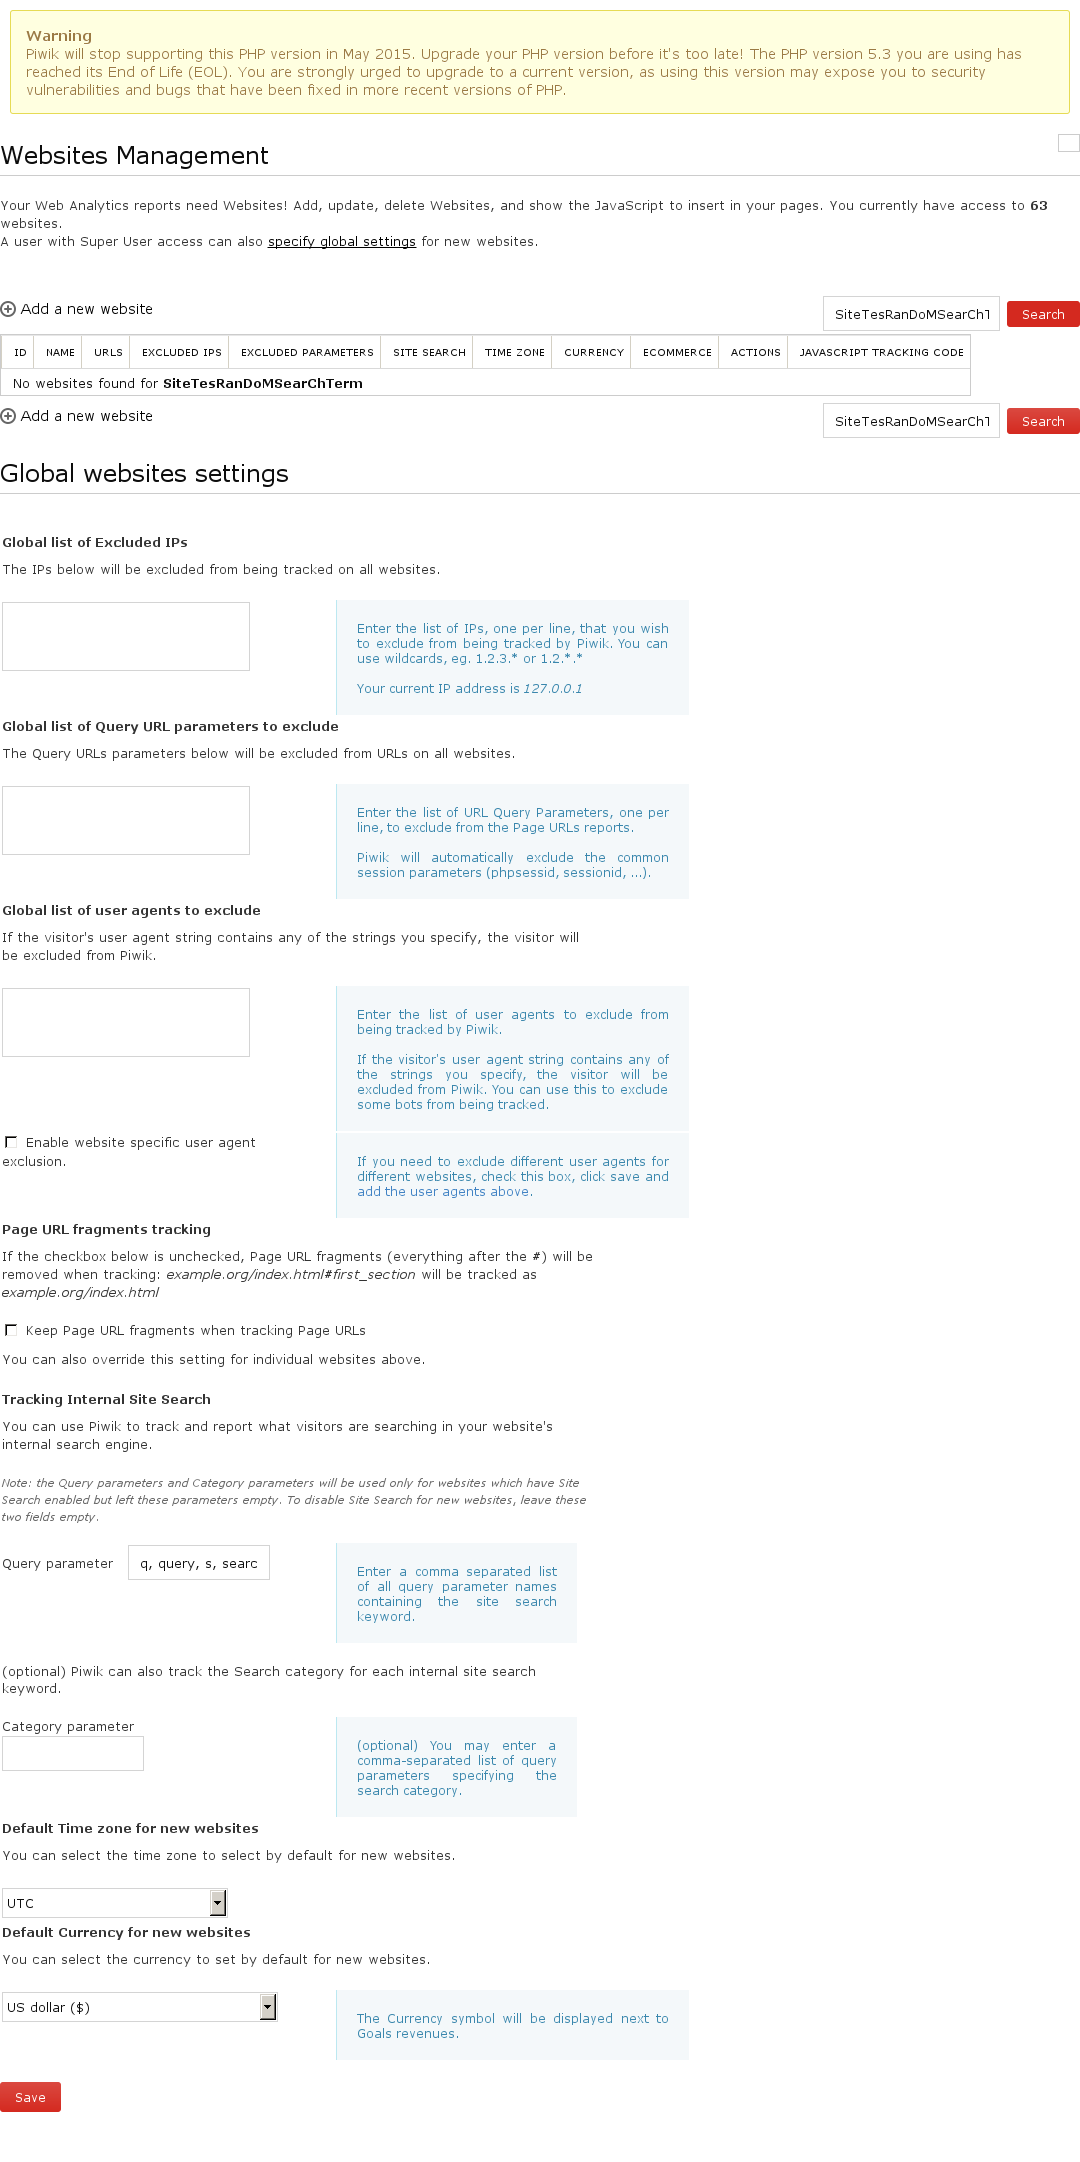 Warning
Piwik will stop supporting this PHP version in May 2015. Upgrade your PHP version before it's too late! The PHP version 5.3 you are using has
reached its End of Life (EOL). You are strongly urged to upgrade to a current version, as using this version may expose you to security
vulnerabilities and bugs that have been fixed in more recent versions of PHP.
Websites Management
Your Web Analytics reports need Websites! Add, update, delete Websites, and show the JavaScript to insert in your pages. You currently have access to 63
websites.
A user with Super User access can also specify global settings for new websites.
Add a new website SiteTesRanDoMSearChT Search
ID NAME URLS EXCLUDED IPS EXCLUDED PARAMETERS SITE SEARCH TIME ZONE CURRENCY ECOMMERCE ACTIONS JAVASCRIPT TRACKING CODE
No websites found for SiteTesRanDoMSearChTerm
Add a new website SiteTesRanDoMSearChT Search
Global websites settings
Global list of Excluded IPs
The IPs below will be excluded from being tracked on all websites.
Enter the list of IPs, one per line, that you wish
to exclude from being tracked by Piwik. You can
use wildcards, eg. 1.2.3.* or 1.2.*.*
Your current IP address is 127.0.0.1
Global list of Query URL parameters to exclude
The Query URLs parameters below will be excluded from URLs on all websites.
Enter the list of URL Query Parameters, one per
line, to exclude from the Page URLs reports.
Piwik will automatically exclude the common
session parameters (phpsessid, sessionid, ...).
Global list of user agents to exclude
If the visitor's user agent string contains any of the strings you specify, the visitor will
be excluded from Piwik.
Enter the list of user agents to exclude from
being tracked by Piwik.
If the visitor's user agent string contains any of
the strings you specify, the visitor will be
excluded from Piwik. You can use this to exclude
some bots from being tracked.
Enable website specific user agent
exclusion.
If you need to exclude different user agents for
different websites, check this box, click save and
add the user agents above.
Page URL fragments tracking
If the checkbox below is unchecked, Page URL fragments (everything after the #) will be
removed when tracking: example.org/index.html#first_section will be tracked as
example.org/index.html
Keep Page URL fragments when tracking Page URLs
You can also override this setting for individual websites above.
Tracking Internal Site Search
You can use Piwik to track and report what visitors are searching in your website's
internal search engine.
Note: the Query parameters and Category parameters will be used only for websites which have Site
Search enabled but left these parameters empty. To disable Site Search for new websites, leave these
two fields empty.
Query parameter q, query, s, searc
Enter a comma separated list
of all query parameter names
containing the site search
keyword.
(optional) Piwik can also track the Search category for each internal site search
keyword.
Category parameter
(optional) You may enter a
comma-separated list of query
parameters specifying the
search category.
Default Time zone for new websites
You can select the time zone to select by default for new websites.
UTC
Default Currency for new websites
You can select the currency to set by default for new websites.
US dollar ($)
The Currency symbol will be displayed next to
Goals revenues.
Save